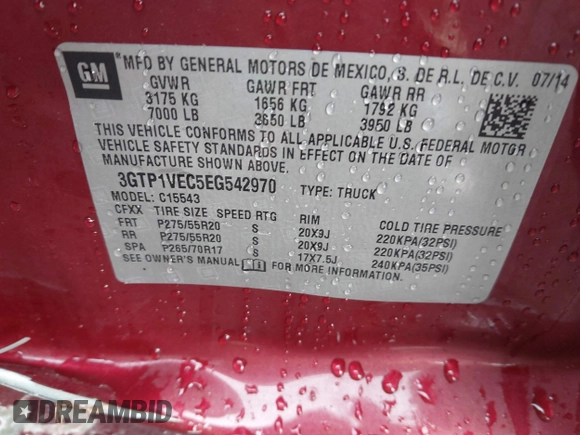 GM
*MFD BY GENERAL MOTORS DE MEXICO, S. DE R.L. DE C.V. 07/14
GVWR GAWR FRT GAWR RR
3175 KG 1656 KG 1792 KG
7000 LB 3650 LB 3950 LB
THIS VEHICLE CONFORMS TO ALL APPLICABLE U.S. FEDERAL MOTOR
VEHICLE SAFETY STANDARDS IN EFFECT ON THE DATE OF
MANUFACTURE SHOWN ABOVE.
3GTP1VEC5EG542970 TYPE: TRUCK
MODEL: C15543
CFXX TIRE SIZE SPEED RTG RIM COLD TIRE PRESSURE
FRT P275/55R20 S 20X9J 220KPA(32PSI)
RR P275/55R20 S 20X9J 220KPA(32PSI)
SPA P265/70R17 S 17X7.5J 240KPA(35PSI)
SEE OWNER'S MANUAL FOR MORE INFORMATION.
DREAMBID